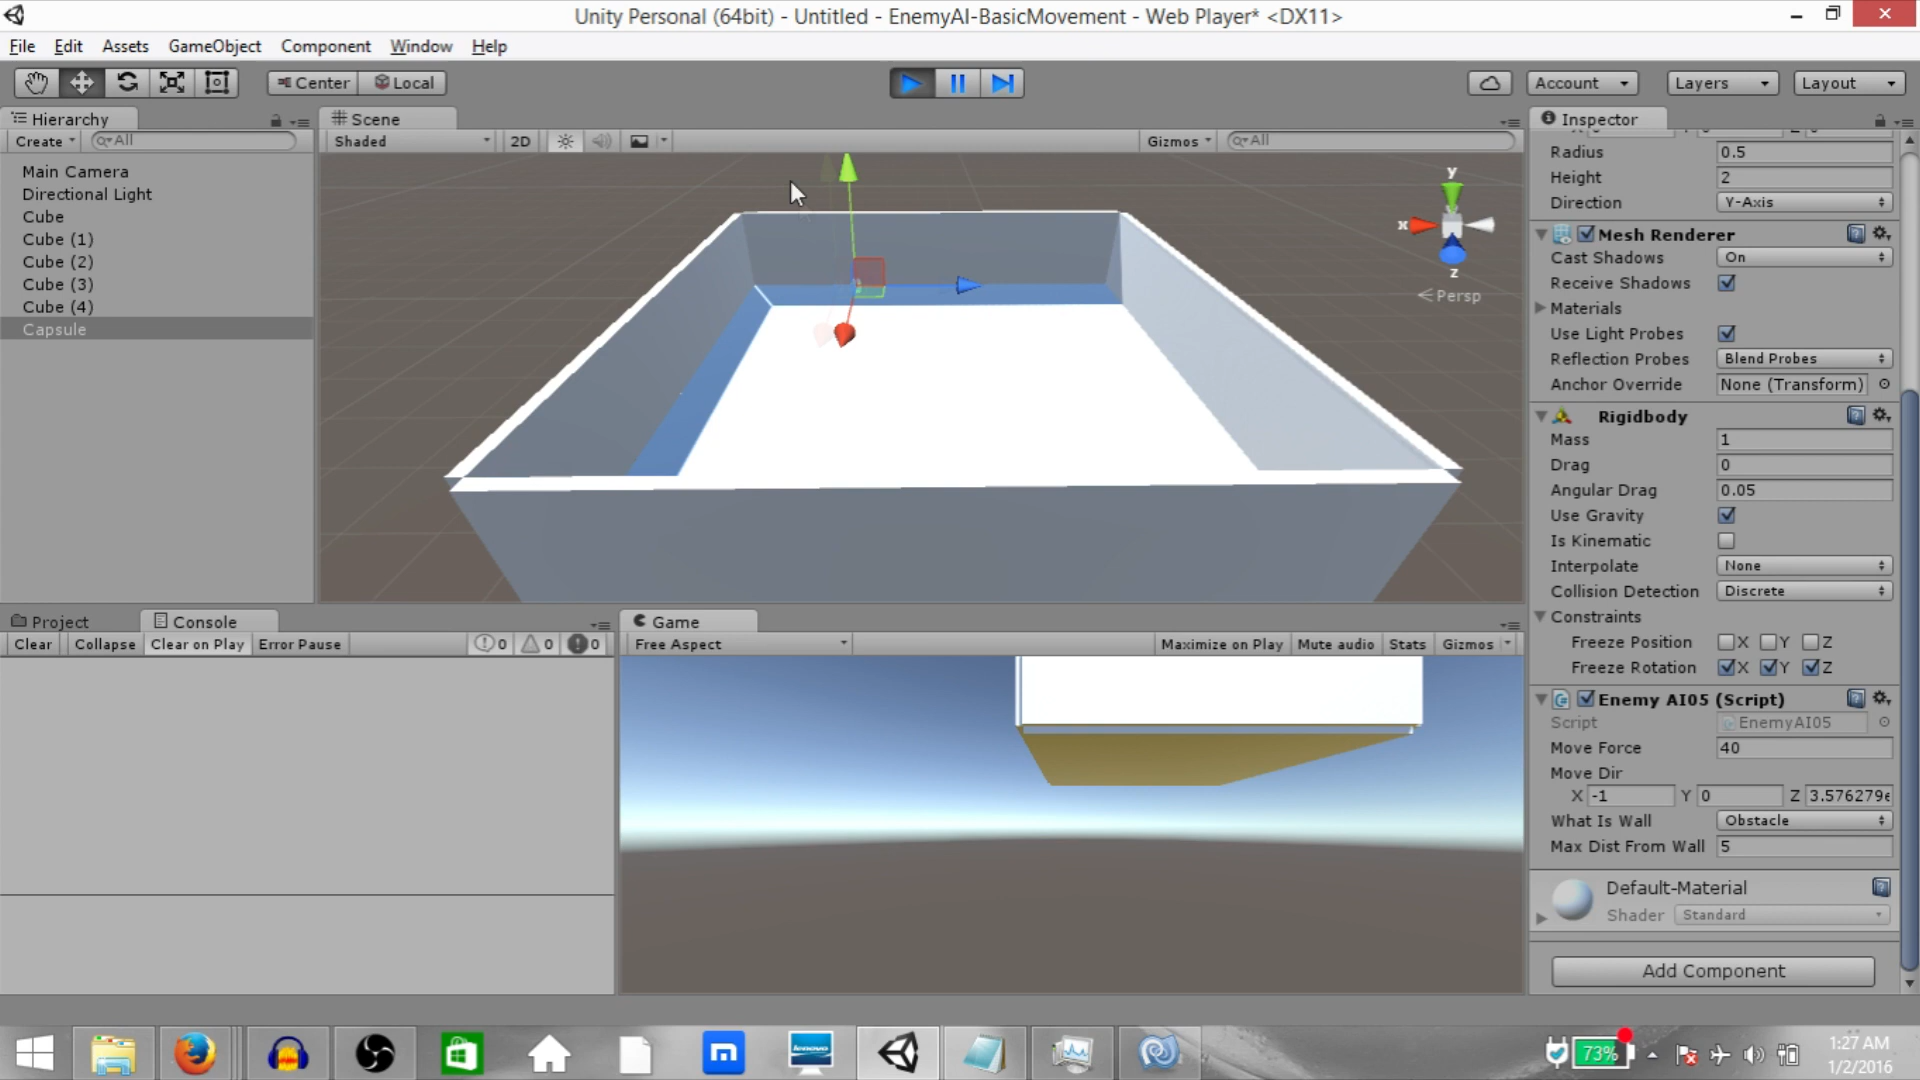 Unity Personal (64bit) - Untitled - EnemyAI-BasicMovement - Web Player* <DX11>
File Edit Assets GameObject Component Window Help
Center Local Account Layers Layout
Hierarchy
Create All
Main Camera
Directional Light
Cube
Cube (1)
Cube (2)
Cube (3)
Cube (4)
Capsule
Scene
Shaded 2D Gizmos All
y
x
z
Persp
Project Console
Clear Collapse Clear on Play Error Pause 0 0 0
Game
Free Aspect Maximize on Play Mute audio Stats Gizmos
Inspector
Radius 0.5
Height 2
Direction Y-Axis
Mesh Renderer
Cast Shadows On
Receive Shadows
Materials
Use Light Probes
Reflection Probes Blend Probes
Anchor Override None (Transform)
Rigidbody
Mass 1
Drag 0
Angular Drag 0.05
Use Gravity
Is Kinematic
Interpolate None
Collision Detection Discrete
Constraints
Freeze Position X Y Z
Freeze Rotation X Y Z
Enemy AI05 (Script)
Script EnemyAI05
Move Force 40
Move Dir
X -1 Y 0 Z 3.576279e
What Is Wall Obstacle
Max Dist From Wall 5
Default-Material
Shader Standard
Add Component
lenovo
73%
1:27 AM
1/2/2016